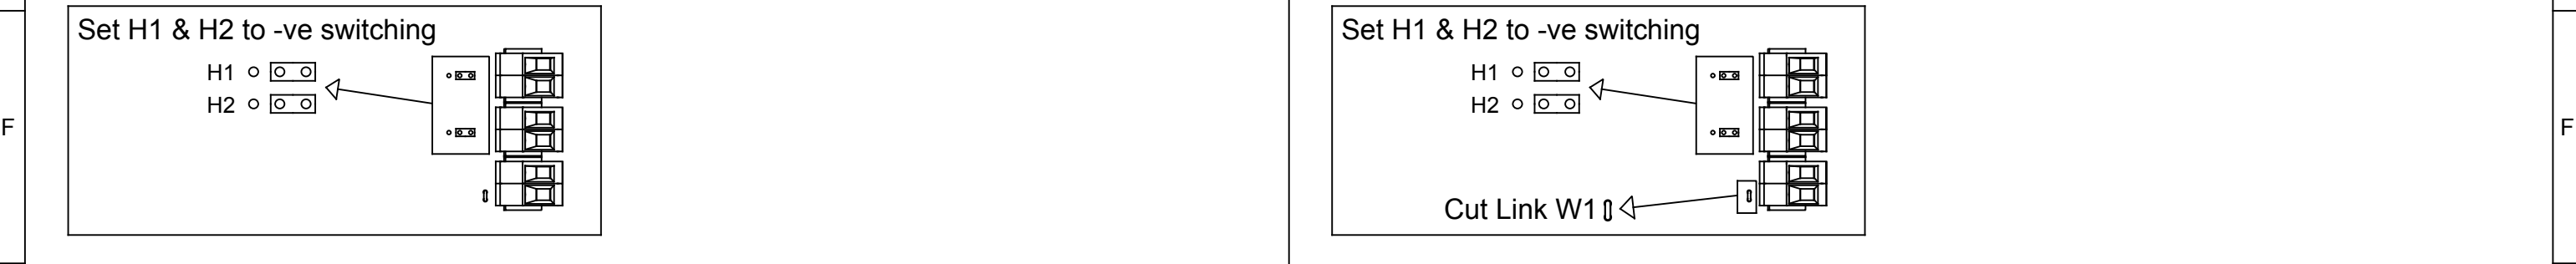 Set H1 & H2 to -ve switching
H1
H2
F
Set H1 & H2 to -ve switching
H1
H2
Cut Link W1
F